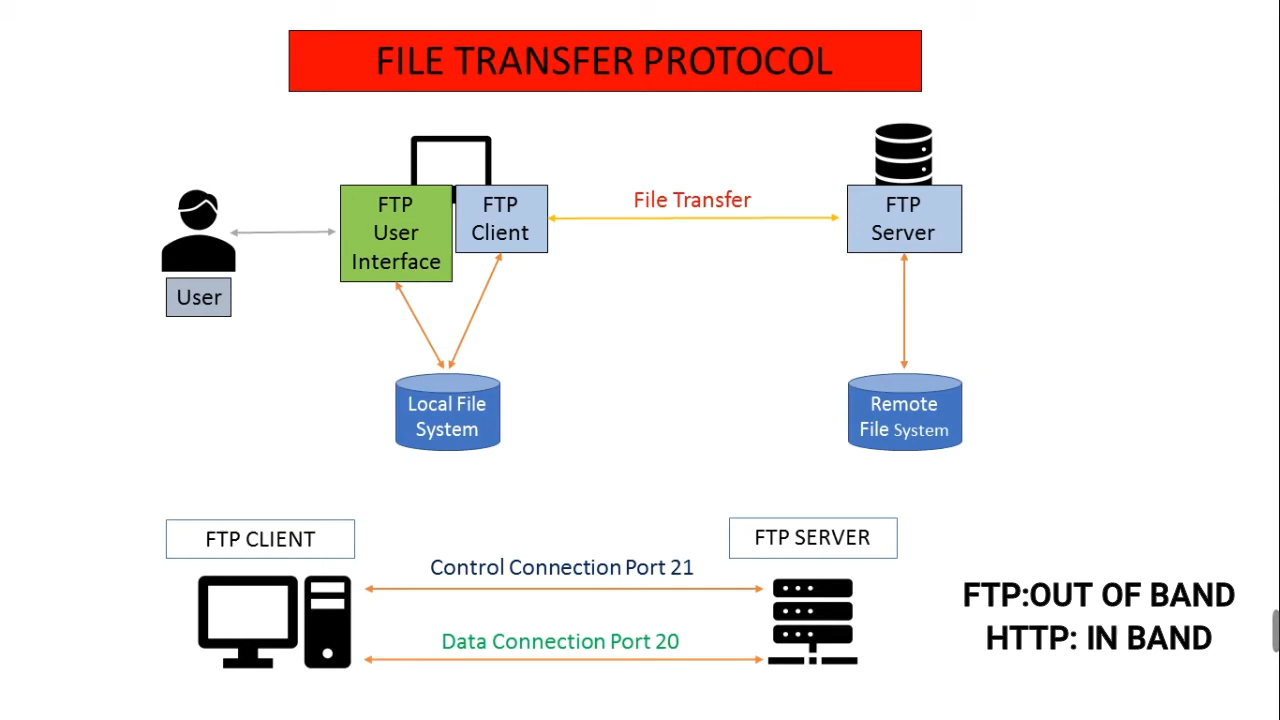 FILE TRANSFER PROTOCOL
FTP
User
Interface
FTP
Client
File Transfer
FTP
Server
User
Local File
System
Remote
File System
FTP CLIENT
FTP SERVER
Control Connection Port 21
Data Connection Port 20
FTP:OUT OF BAND
HTTP: IN BAND